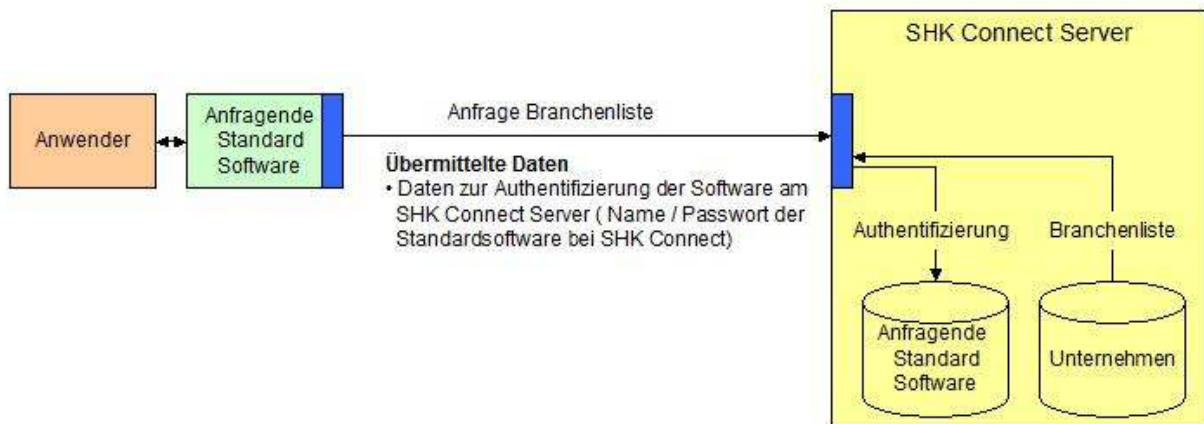 SHK Connect Server
Anwender
Anfragende
Standard
Software
Anfrage Branchenliste
Übermittelte Daten
• Daten zur Authentifizierung der Software am
SHK Connect Server ( Name / Passwort der
Standardsoftware bei SHK Connect)
Authentifizierung
Branchenliste
Anfragende
Standard
Software
Unternehmen